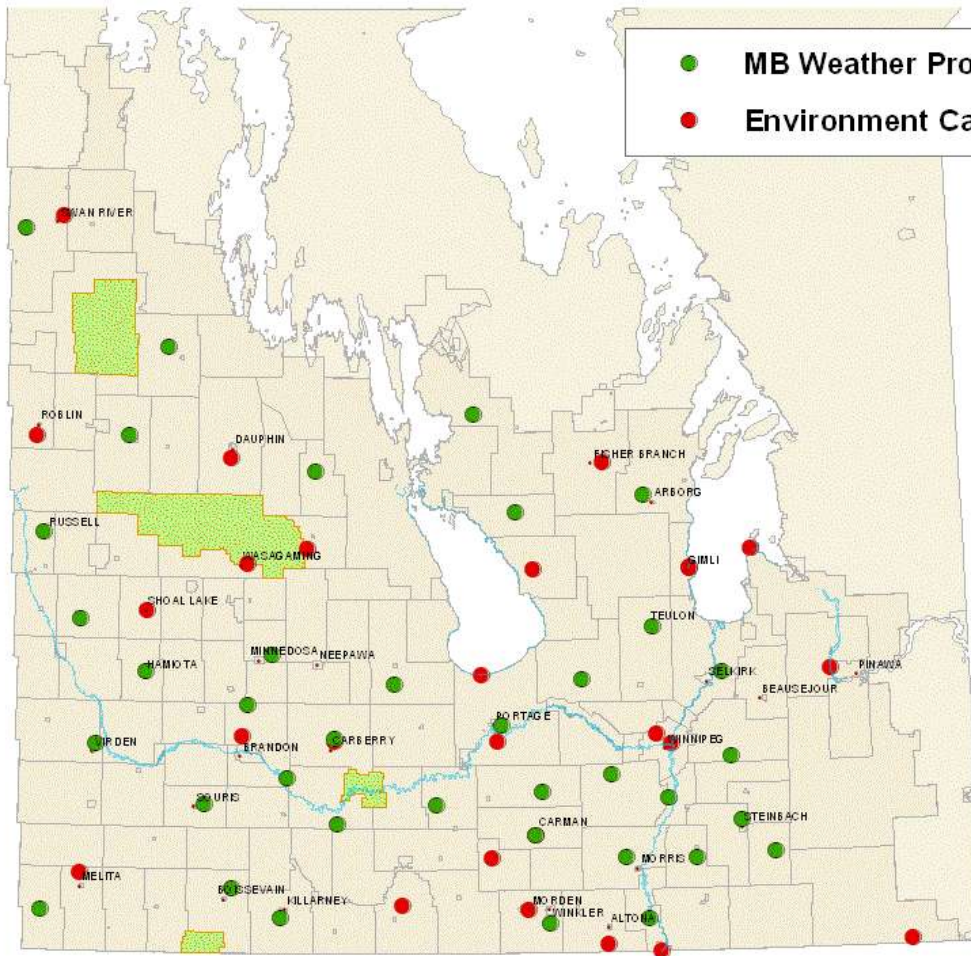 MB Weather Pro
Environment Ca
SWAN RIVER
ROBLIN
DAUPHIN
FISHER BRANCH
ARBORG
RUSSELL
WASAGAMING
GIMLI
SHOAL LAKE
TEULON
MINNEDOSA
NEEPAWA
HAMIOTA
SELKIRK
PINAWA
BEAUSEJOUR
PORTAGE
VIRDEN
BRANDON
CARBERRY
WINNIPEG
SOURIS
CARMAN
STEINBACH
MORRIS
MELITA
BOISSEVAIN
KILLARNEY
MORDEN
WINKLER
ALTONA